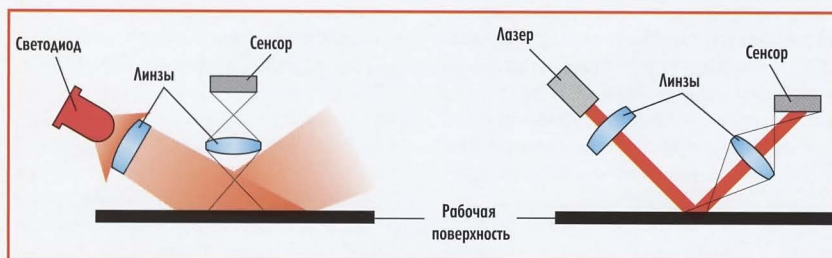 Светодиод
Линзы
Сенсор
Лазер
Линзы
Сенсор
Рабочая
поверхность